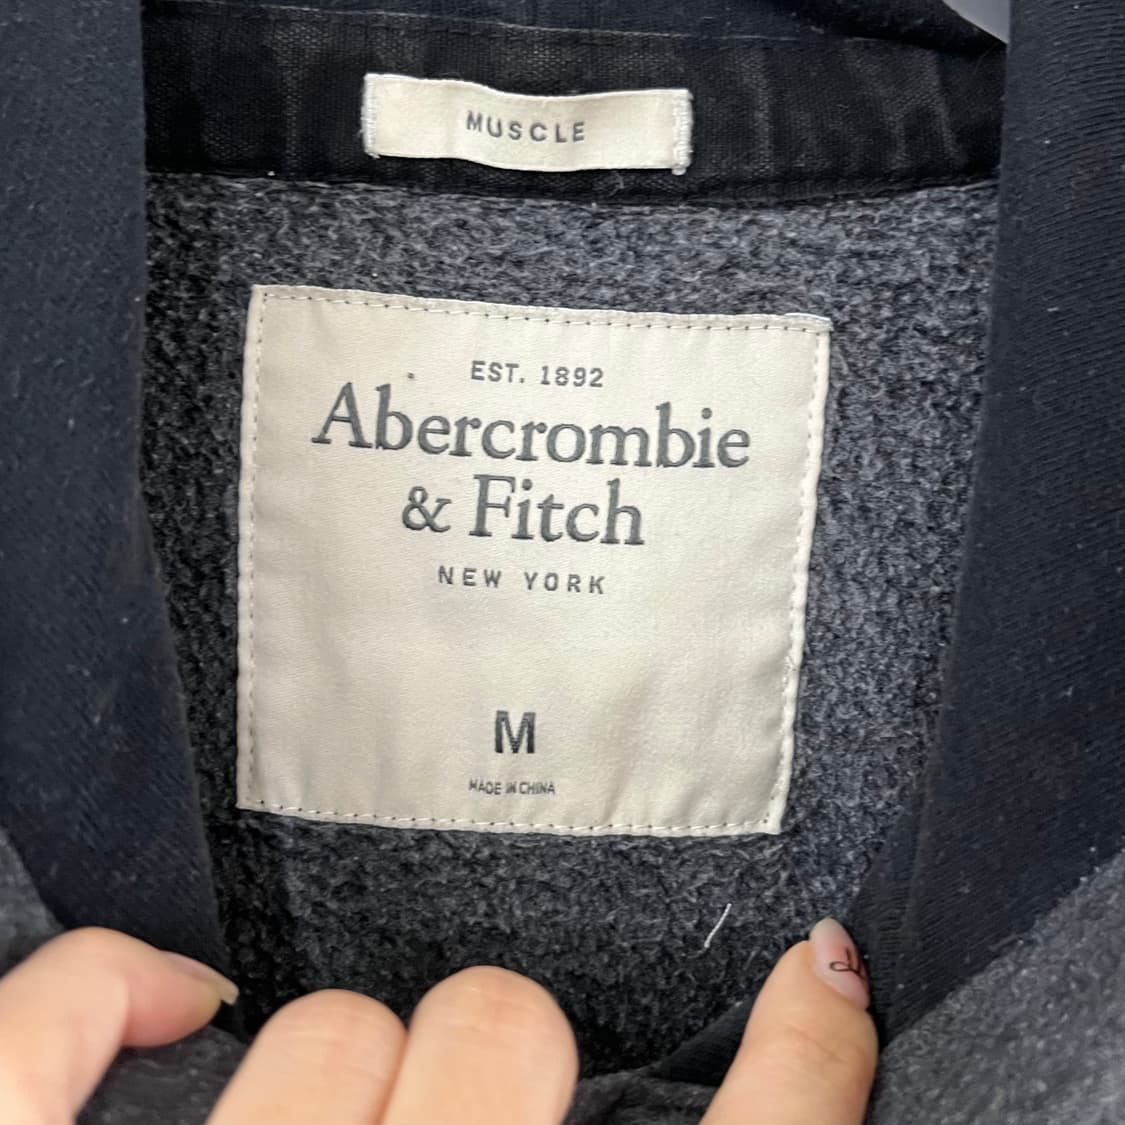 MUSCLE
EST. 1892
Abercrombie
& Fitch
NEW YORK
M
MADE IN CHINA